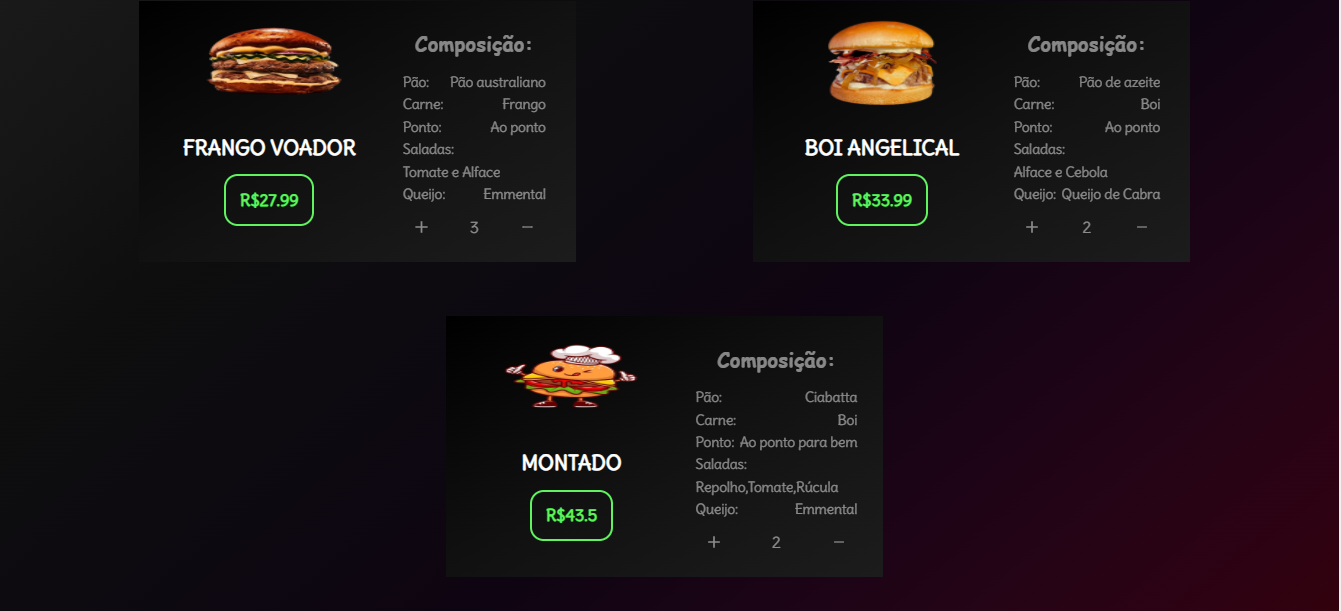 FRANGO VOADOR
R$27.99
Composição:
Pão: Pão australiano
Carne: Frango
Ponto: Ao ponto
Saladas:
Tomate e Alface
Queijo: Emmental
+ 3 −
BOI ANGELICAL
R$33.99
Composição:
Pão: Pão de azeite
Carne: Boi
Ponto: Ao ponto
Saladas:
Alface e Cebola
Queijo: Queijo de Cabra
+ 2 −
MONTADO
R$43.5
Composição:
Pão: Ciabatta
Carne: Boi
Ponto: Ao ponto para bem
Saladas:
Repolho,Tomate,Rúcula
Queijo: Emmental
+ 2 −